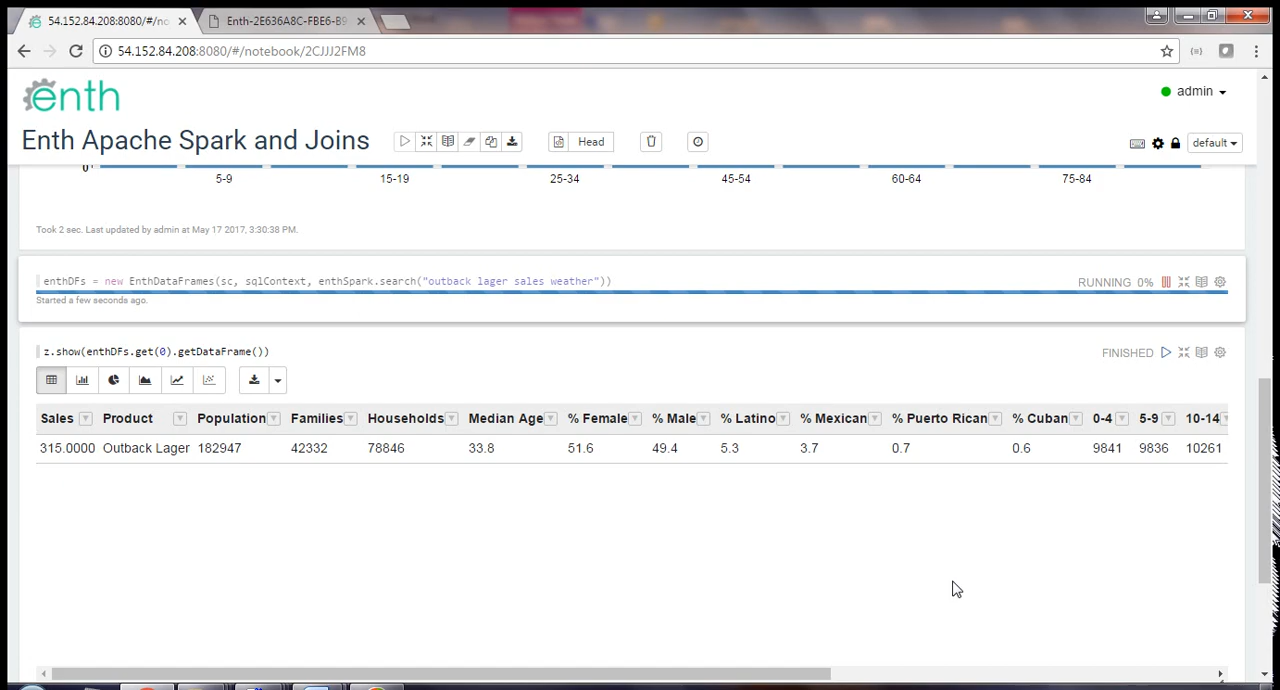 54.152.84.208:8080/#/no
Enth-2E636A8C-FBE6-B9
54.152.84.208:8080/#/notebook/2CJJJ2FM8
enth
admin
Enth Apache Spark and Joins
Head
default
0
5-9 15-19 25-34 45-54 60-64 75-84
Took 2 sec. Last updated by admin at May 17 2017, 3:30:38 PM.
enthDFs = new EnthDataFrames(sc, sqlContext, enthSpark.search("outback lager sales weather"))
RUNNING 0%
Started a few seconds ago.
z.show(enthDFs.get(0).getDataFrame())
FINISHED
Sales Product Population Families Households Median Age % Female % Male % Latino % Mexican % Puerto Rican % Cuban 0-4 5-9 10-14
315.0000 Outback Lager 182947 42332 78846 33.8 51.6 49.4 5.3 3.7 0.7 0.6 9841 9836 10261